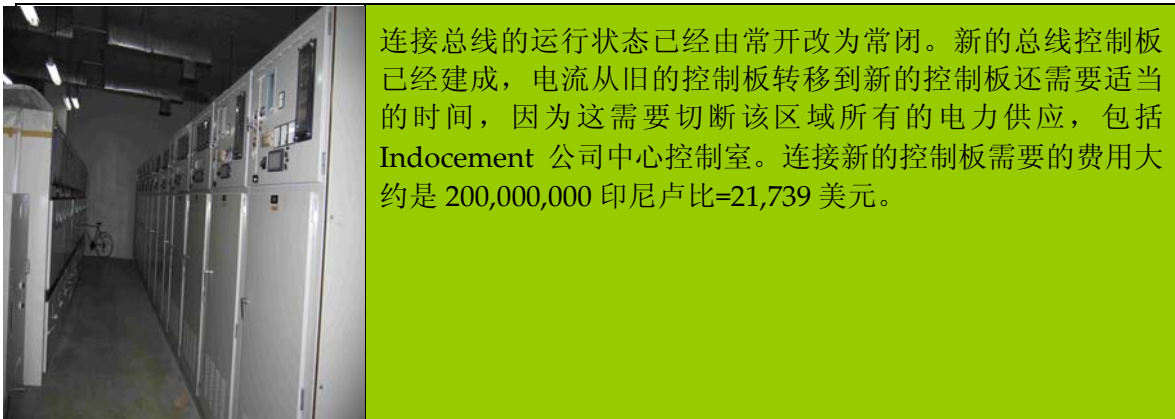 连接总线的运行状态已经由常开改为常闭。新的总线控制板
已经建成，电流从旧的控制板转移到新的控制板还需要适当
的时间，因为这需要切断该区域所有的电力供应，包括
Indocement 公司中心控制室。连接新的控制板需要的费用大
约是 200,000,000 印尼卢比=21,739 美元。